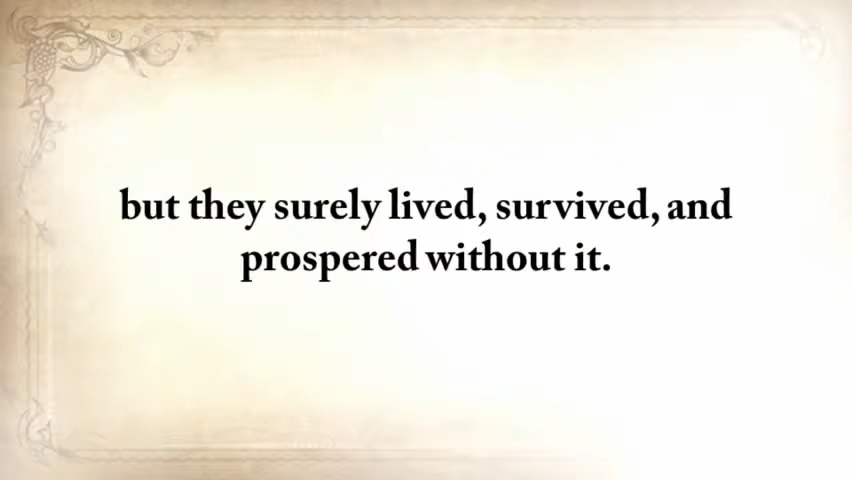 but they surely lived, survived, and
prospered without it.